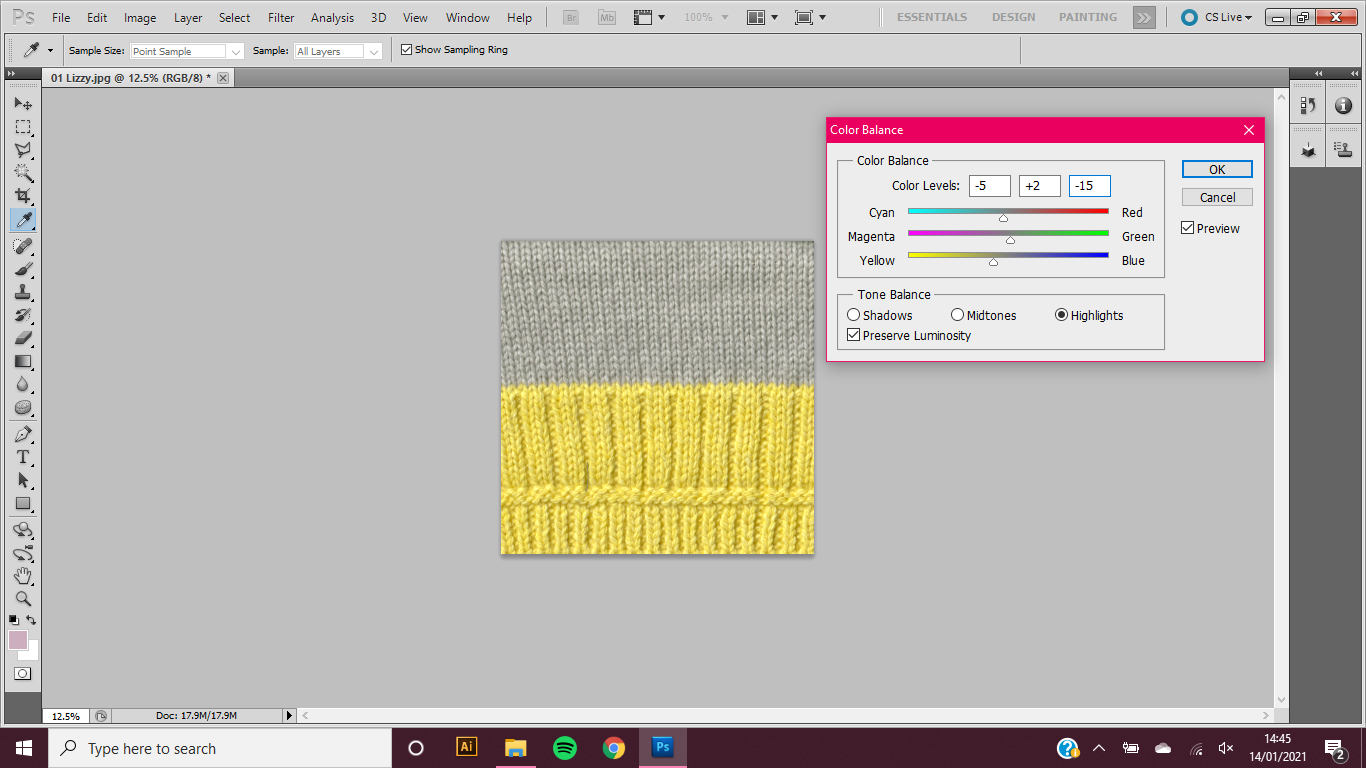 Ps File Edit Image Layer Select Filter Analysis 3D View Window Help Br Mb 100% ESSENTIALS DESIGN PAINTING >> CS Live
Sample Size: Point Sample Sample: All Layers Show Sampling Ring
01 Lizzy.jpg @ 12.5% (RGB/8) *
Color Balance
Color Balance
Color Levels: -5 +2 -15
Cyan Red
Magenta Green
Yellow Blue
OK
Cancel
Preview
Tone Balance
Shadows Midtones Highlights
Preserve Luminosity
T
12.5% Doc: 17.9M/17.9M
Type here to search
Ai
Ps
14:45
14/01/2021
2